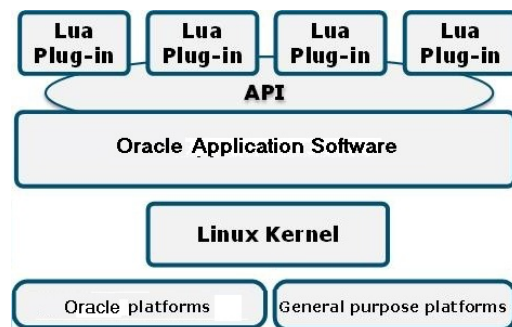 Lua Plug-in
Lua Plug-in
Lua Plug-in
Lua Plug-in
API
Oracle Application Software
Linux Kernel
Oracle platforms
General purpose platforms